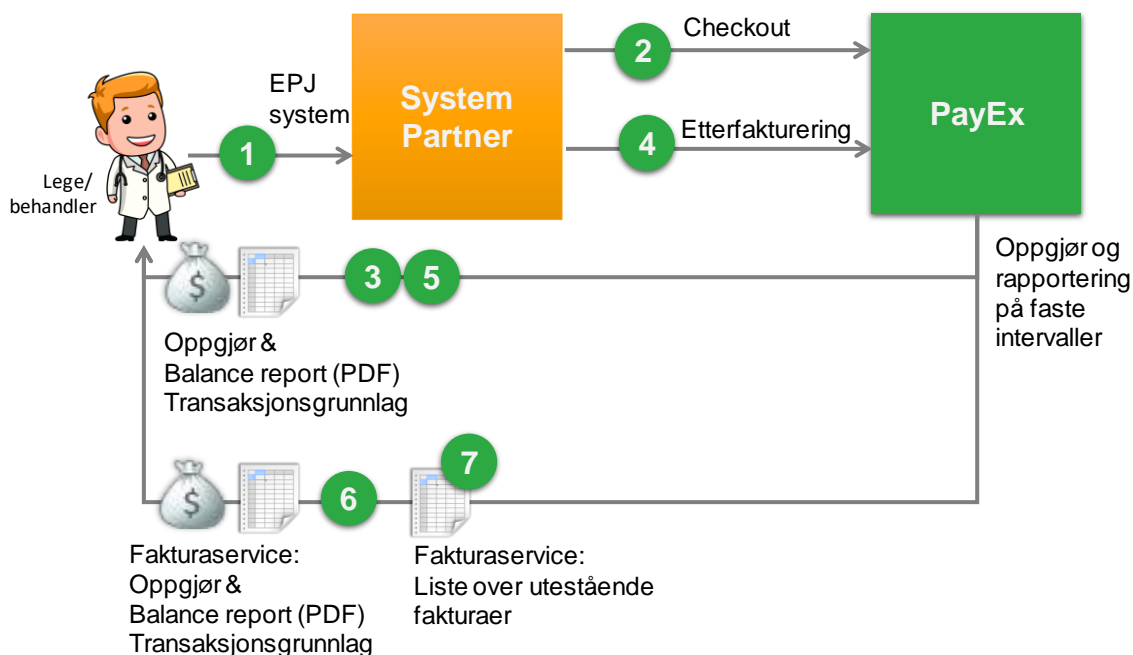 2
Checkout
EPJ
system
System
Partner
PayEx
1
4
Etterfakturering
Lege/
behandler
$
3
5
Oppgjør og
rapportering
på faste
intervaller
Oppgjør &
Balance report (PDF)
Transaksjonsgrunnlag
$
6
7
Fakturaservice:
Oppgjør &
Balance report (PDF)
Transaksjonsgrunnlag
Fakturaservice:
Liste over utestående
fakturaer